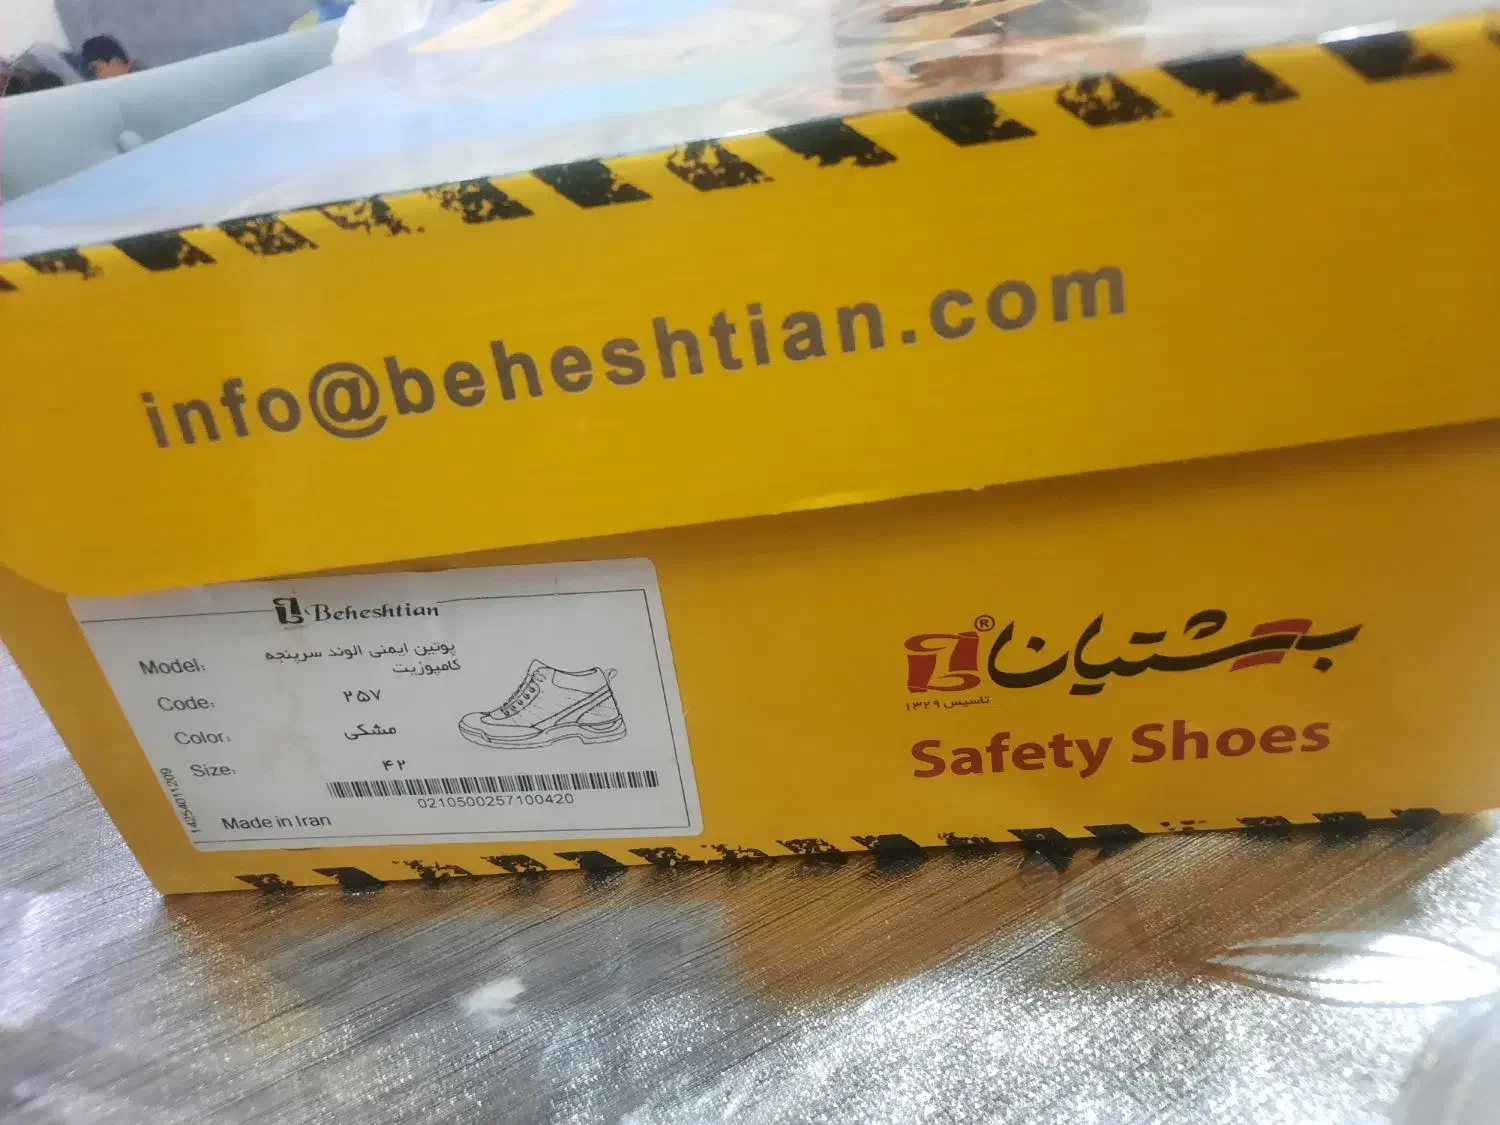 info@beheshtian.com
Beheshtian
Model: پوتین ایمنی الوند سرپنجه
کامپوزیت
Code: ۲۵۷
Color: مشکی
Size: ۴۲
0210500257100420
Made in Iran
14254011209
بهشتیان®
تاسیس ۱۳۲۹
Safety Shoes